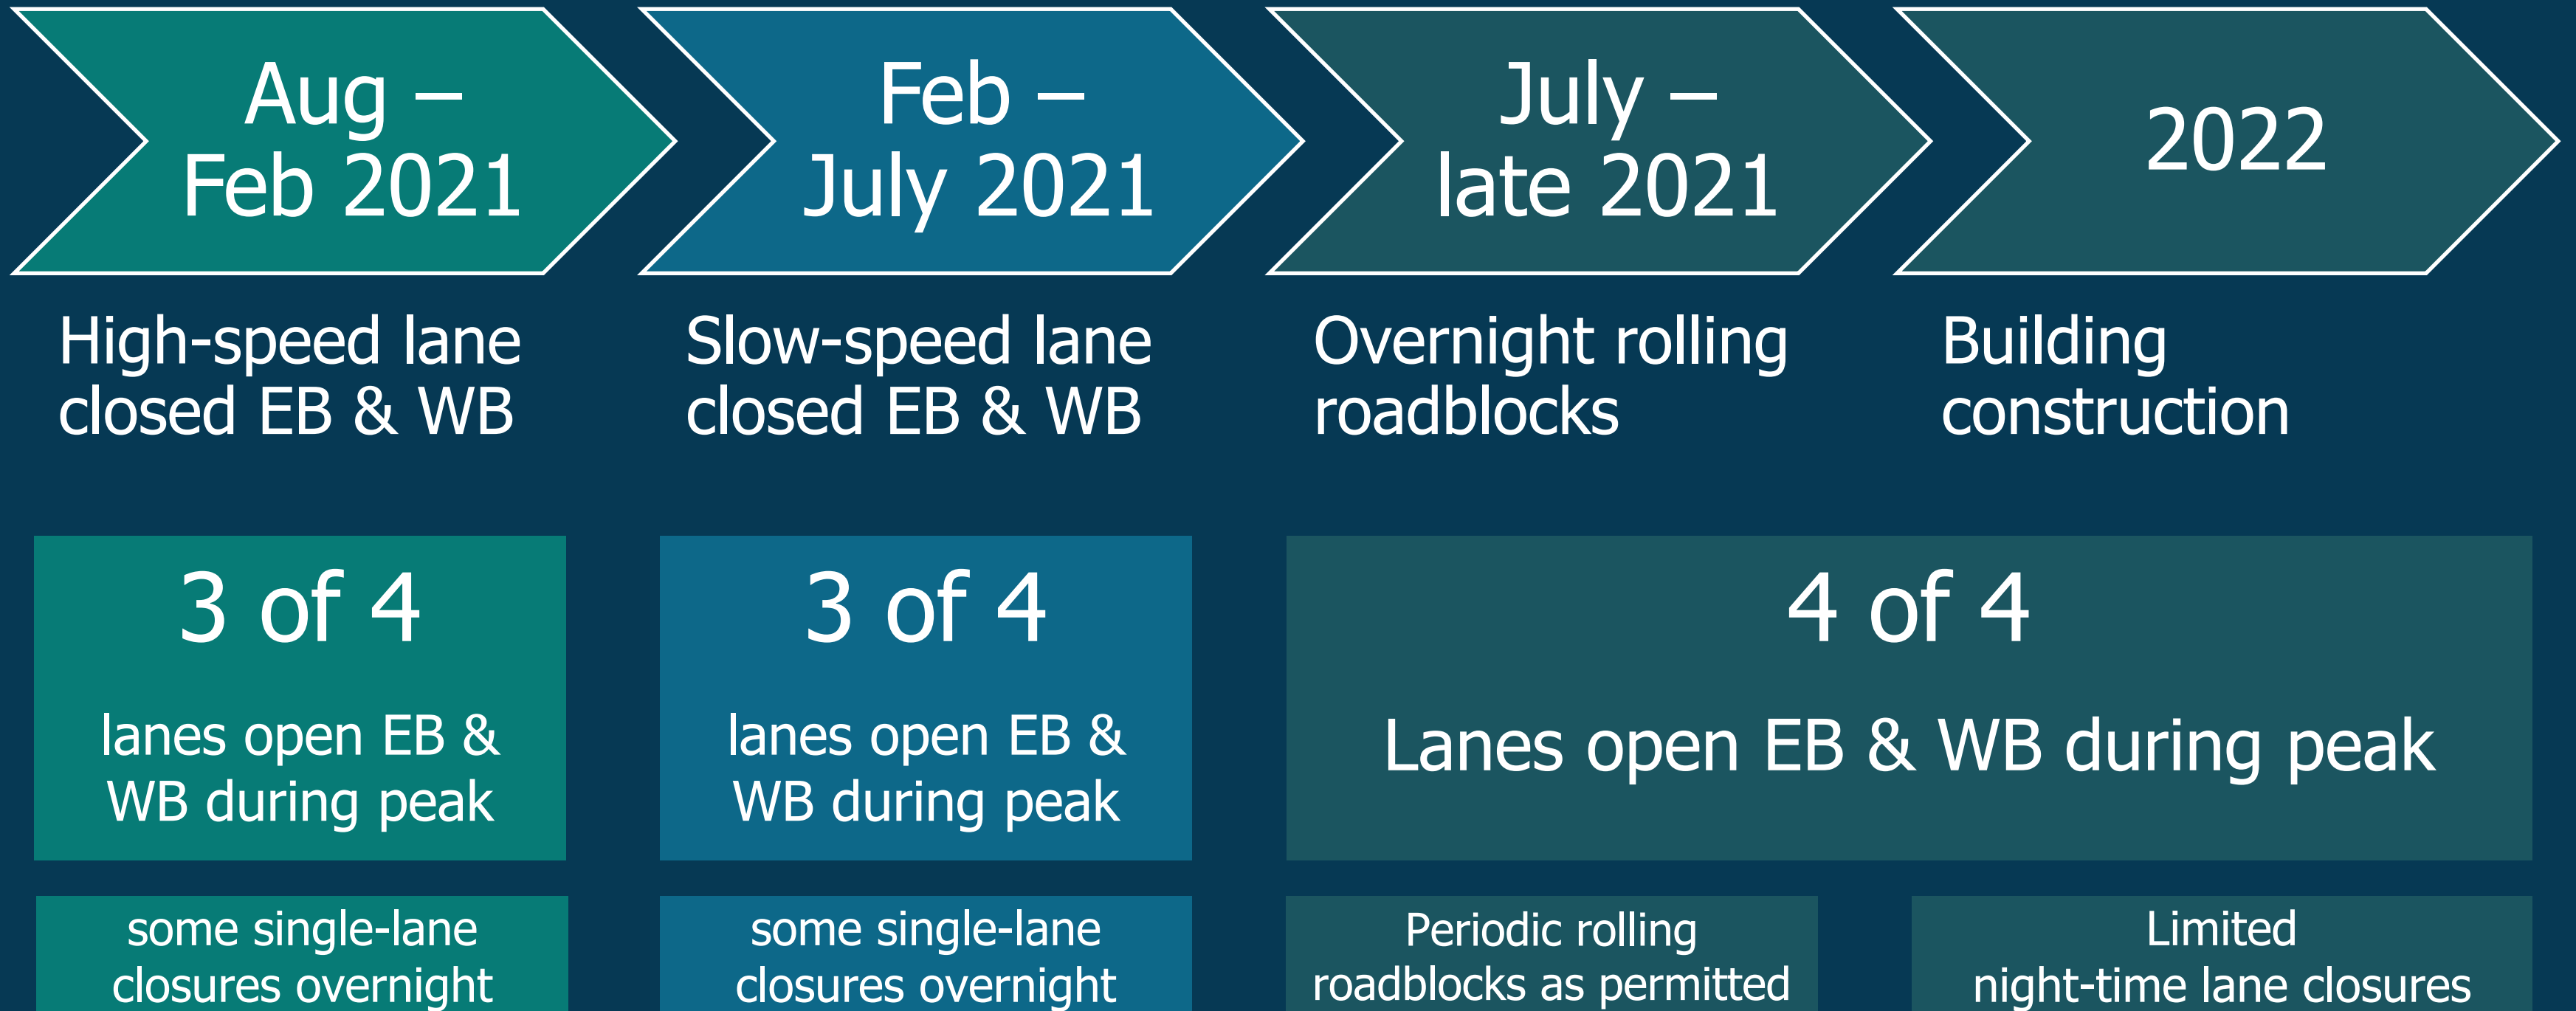 Aug –
Feb 2021
Feb –
July 2021
July –
late 2021
2022
High-speed lane
closed EB & WB
Slow-speed lane
closed EB & WB
Overnight rolling
roadblocks
Building
construction
3 of 4
lanes open EB &
WB during peak
3 of 4
lanes open EB &
WB during peak
4 of 4
Lanes open EB & WB during peak
some single-lane
closures overnight
some single-lane
closures overnight
Periodic rolling
roadblocks as permitted
Limited
night-time lane closures